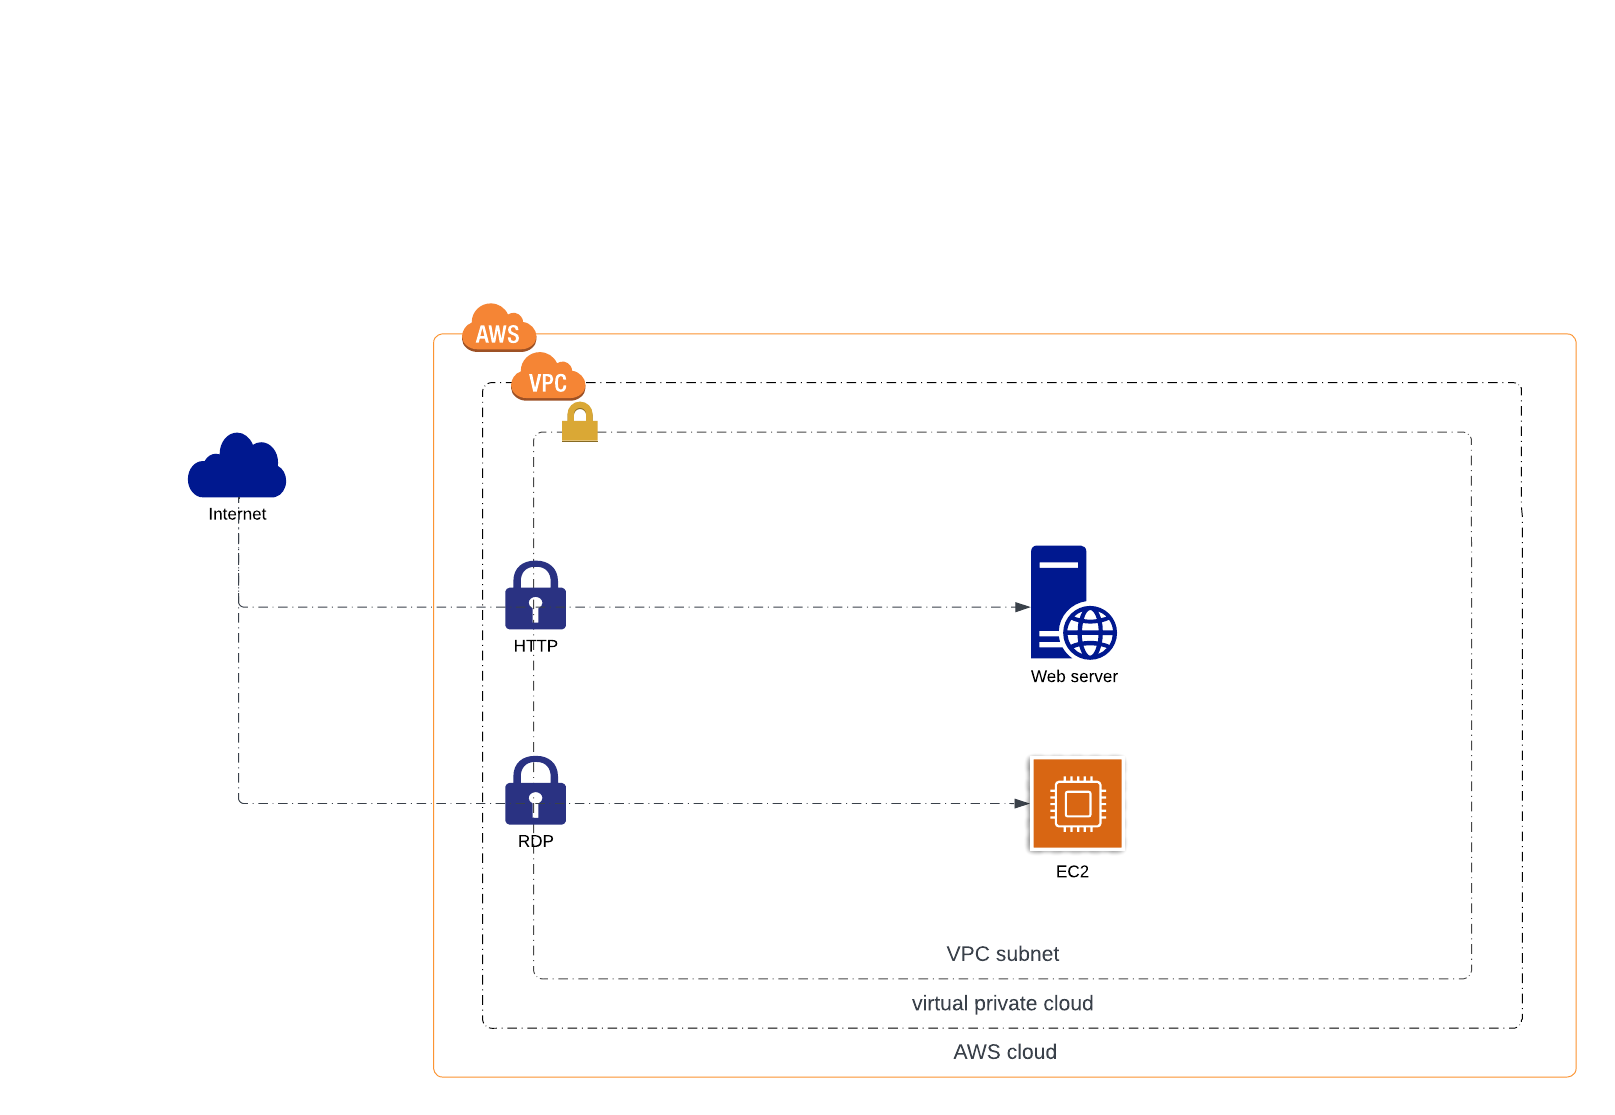 AWS
VPC
Internet
HTTP
Web server
RDP
EC2
VPC subnet
virtual private cloud
AWS cloud